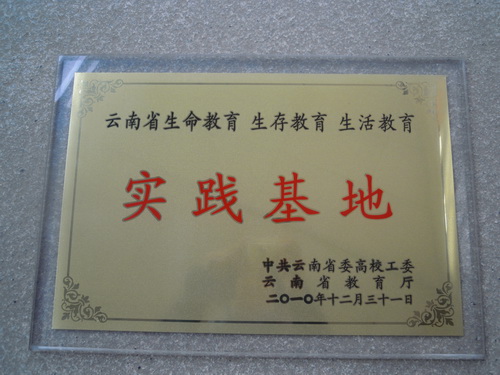 云南省生命教育 生存教育 生活教育
实践基地
中共云南省委高校工委
云南省教育厅
二〇一〇年十二月三十一日